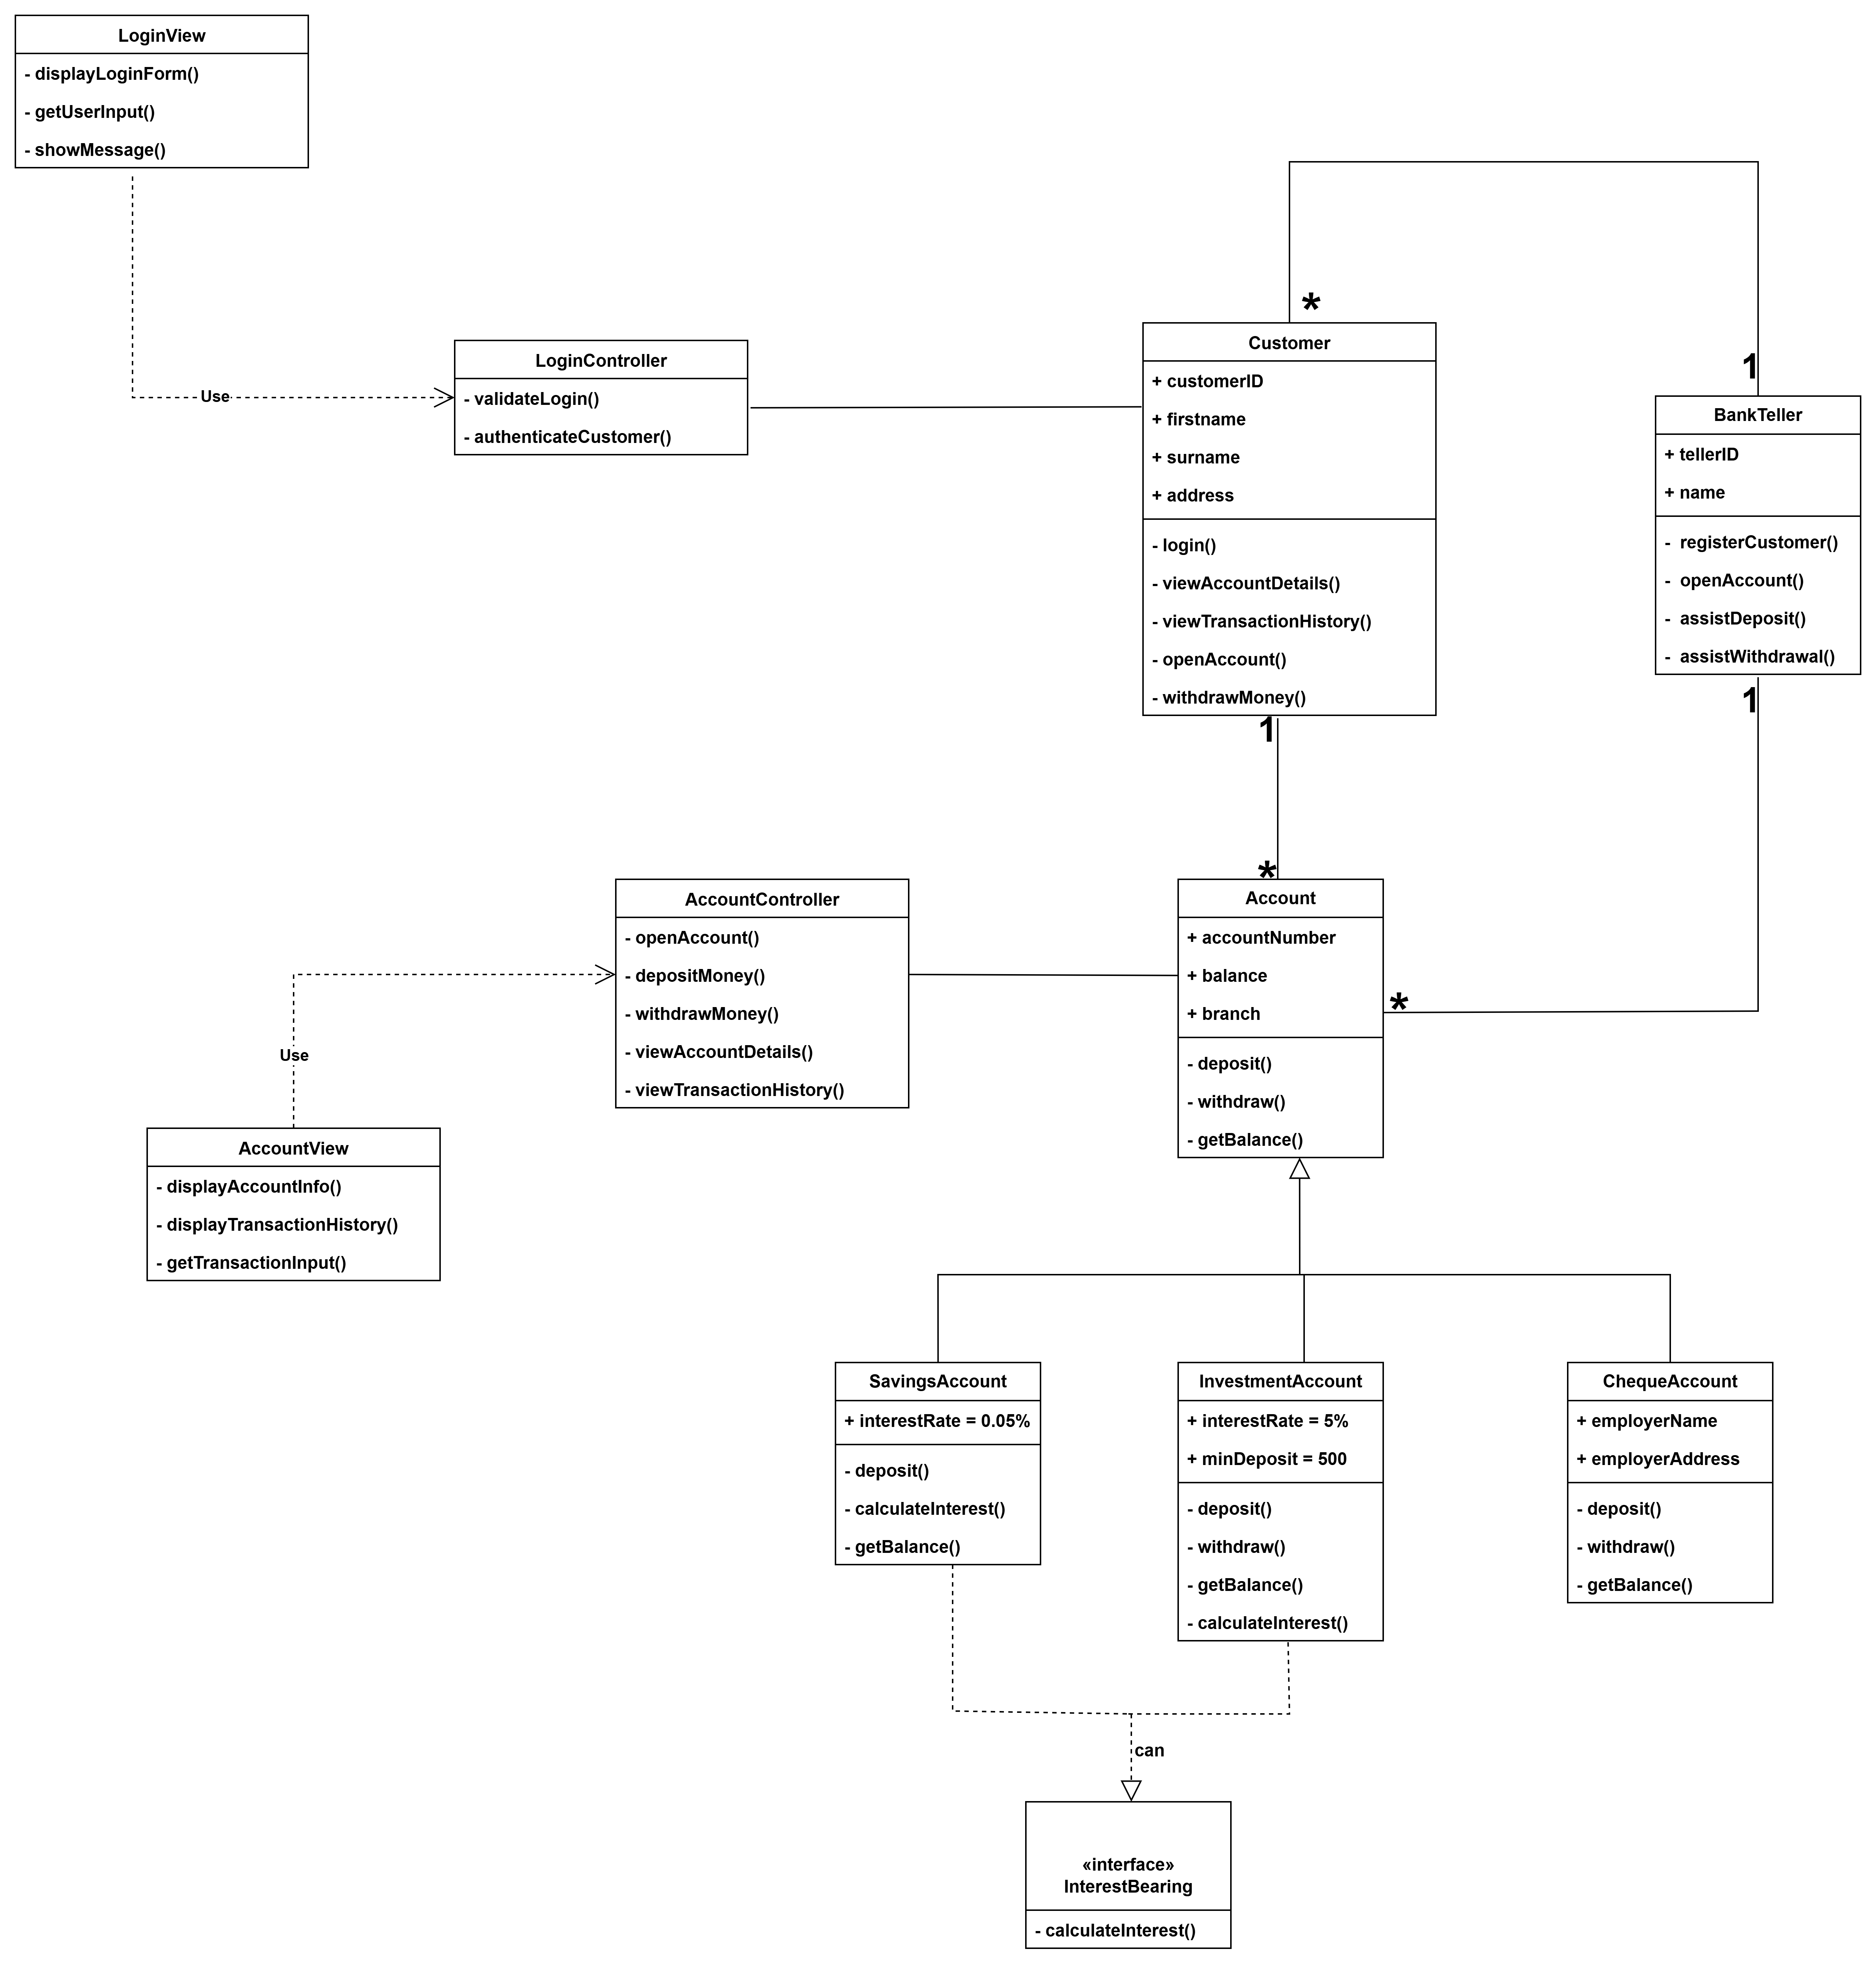 LoginView
- displayLoginForm()
- getUserInput()
- showMessage()
Use
LoginController
- validateLogin()
- authenticateCustomer()
*
Customer
+ customerID
+ firstname
+ surname
+ address
- login()
- viewAccountDetails()
- viewTransactionHistory()
- openAccount()
- withdrawMoney()
1
1
BankTeller
+ tellerID
+ name
- registerCustomer()
- openAccount()
- assistDeposit()
- assistWithdrawal()
1
*
Account
+ accountNumber
+ balance
+ branch
- deposit()
- withdraw()
- getBalance()
*
AccountController
- openAccount()
- depositMoney()
- withdrawMoney()
- viewAccountDetails()
- viewTransactionHistory()
Use
AccountView
- displayAccountInfo()
- displayTransactionHistory()
- getTransactionInput()
SavingsAccount
+ interestRate = 0.05%
- deposit()
- calculateInterest()
- getBalance()
InvestmentAccount
+ interestRate = 5%
+ minDeposit = 500
- deposit()
- withdraw()
- getBalance()
- calculateInterest()
ChequeAccount
+ employerName
+ employerAddress
- deposit()
- withdraw()
- getBalance()
can
«interface»
InterestBearing
- calculateInterest()